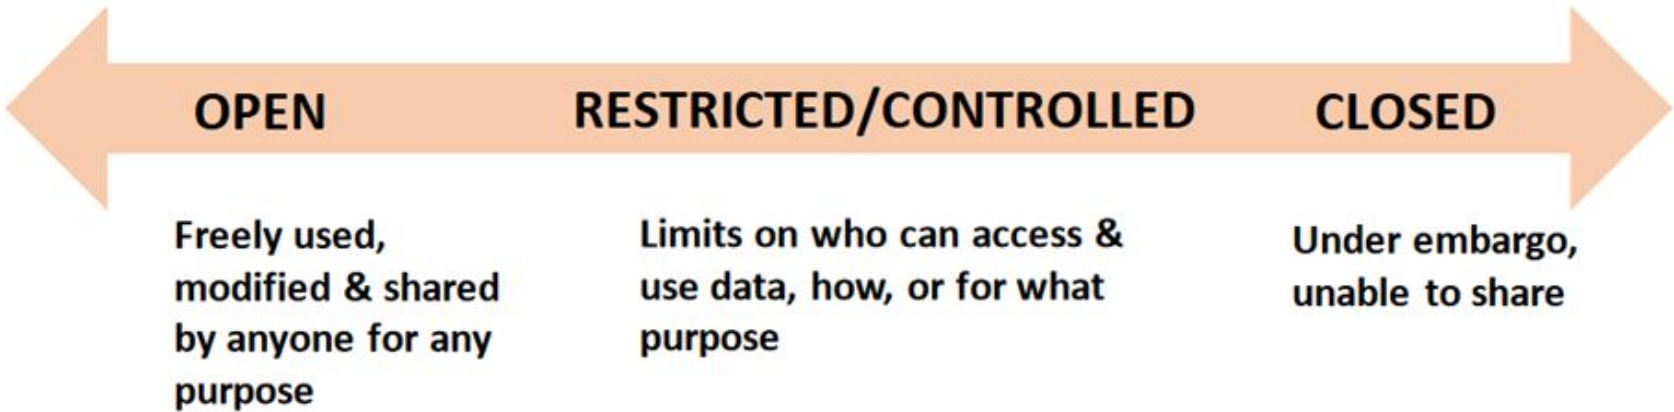 OPEN
RESTRICTED/CONTROLLED
CLOSED
Freely used,
modified & shared
by anyone for any
purpose
Limits on who can access &
use data, how, or for what
purpose
Under embargo,
unable to share